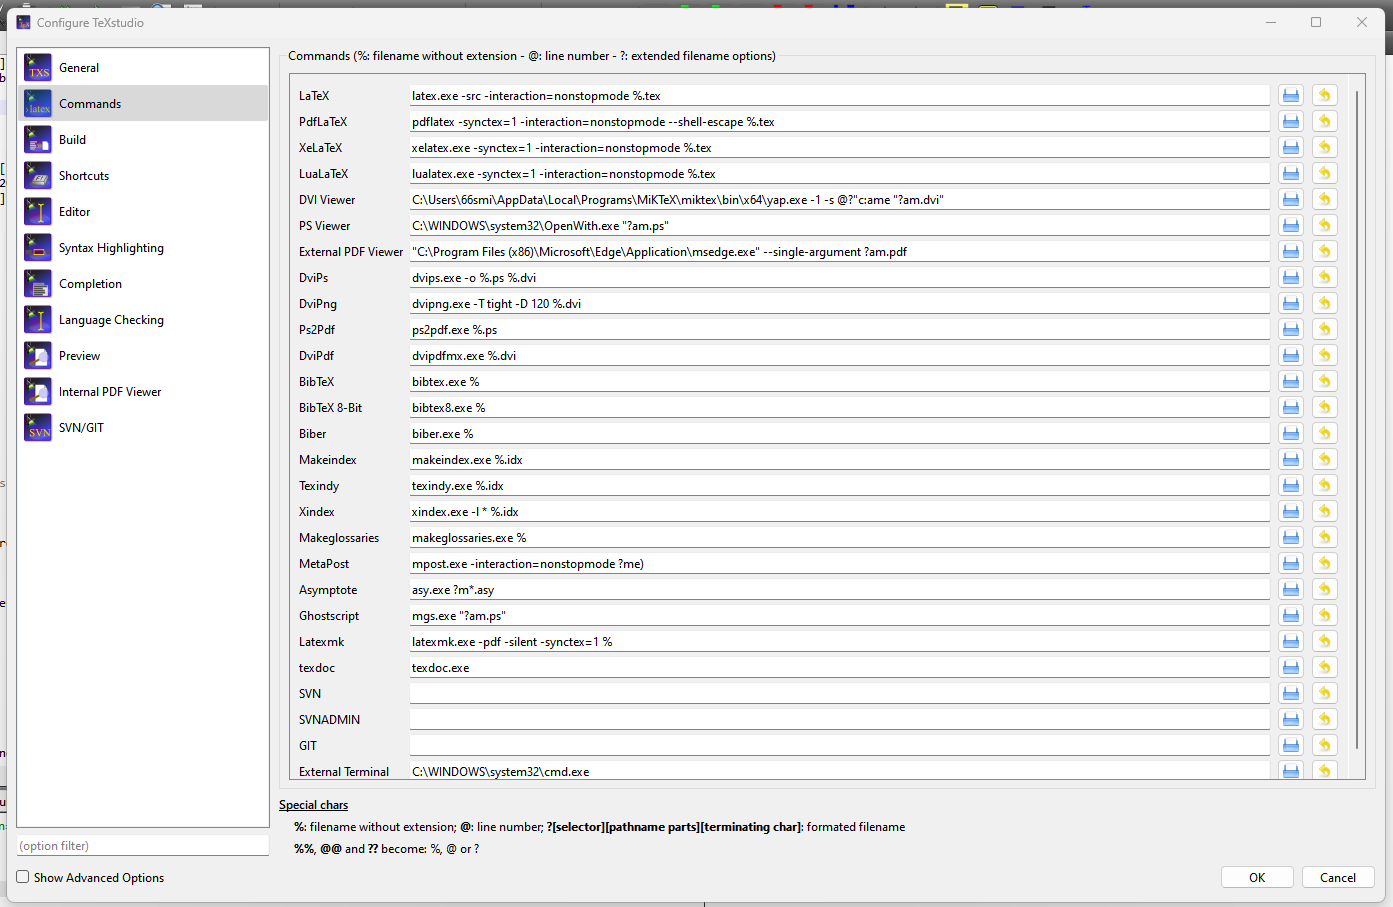 Configure TeXstudio
General
Commands
Build
Shortcuts
Editor
Syntax Highlighting
Completion
Language Checking
Preview
Internal PDF Viewer
SVN/GIT
(option filter)
Show Advanced Options
Commands (%: filename without extension - @: line number - ?: extended filename options)
LaTeX latex.exe -src -interaction=nonstopmode %.tex
PdfLaTeX pdflatex -synctex=1 -interaction=nonstopmode --shell-escape %.tex
XeLaTeX xelatex.exe -synctex=1 -interaction=nonstopmode %.tex
LuaLaTeX lualatex.exe -synctex=1 -interaction=nonstopmode %.tex
DVI Viewer C:\Users\66smi\AppData\Local\Programs\MiKTeX\miktex\bin\x64\yap.exe -1 -s @?"c:ame "?am.dvi"
PS Viewer C:\WINDOWS\system32\OpenWith.exe "?am.ps"
External PDF Viewer "C:\Program Files (x86)\Microsoft\Edge\Application\msedge.exe" --single-argument ?am.pdf
DviPs dvips.exe -o %.ps %.dvi
DviPng dvipng.exe -T tight -D 120 %.dvi
Ps2Pdf ps2pdf.exe %.ps
DviPdf dvipdfmx.exe %.dvi
BibTeX bibtex.exe %
BibTeX 8-Bit bibtex8.exe %
Biber biber.exe %
Makeindex makeindex.exe %.idx
Texindy texindy.exe %.idx
Xindex xindex.exe -l * %.idx
Makeglossaries makeglossaries.exe %
MetaPost mpost.exe -interaction=nonstopmode ?me)
Asymptote asy.exe ?m*.asy
Ghostscript mgs.exe "?am.ps"
Latexmk latexmk.exe -pdf -silent -synctex=1 %
texdoc texdoc.exe
SVN
SVNADMIN
GIT
External Terminal C:\WINDOWS\system32\cmd.exe
Special chars
%: filename without extension; @: line number; ?[selector][pathname parts][terminating char]: formated filename
%%, @@ and ?? become: %, @ or ?
OK Cancel